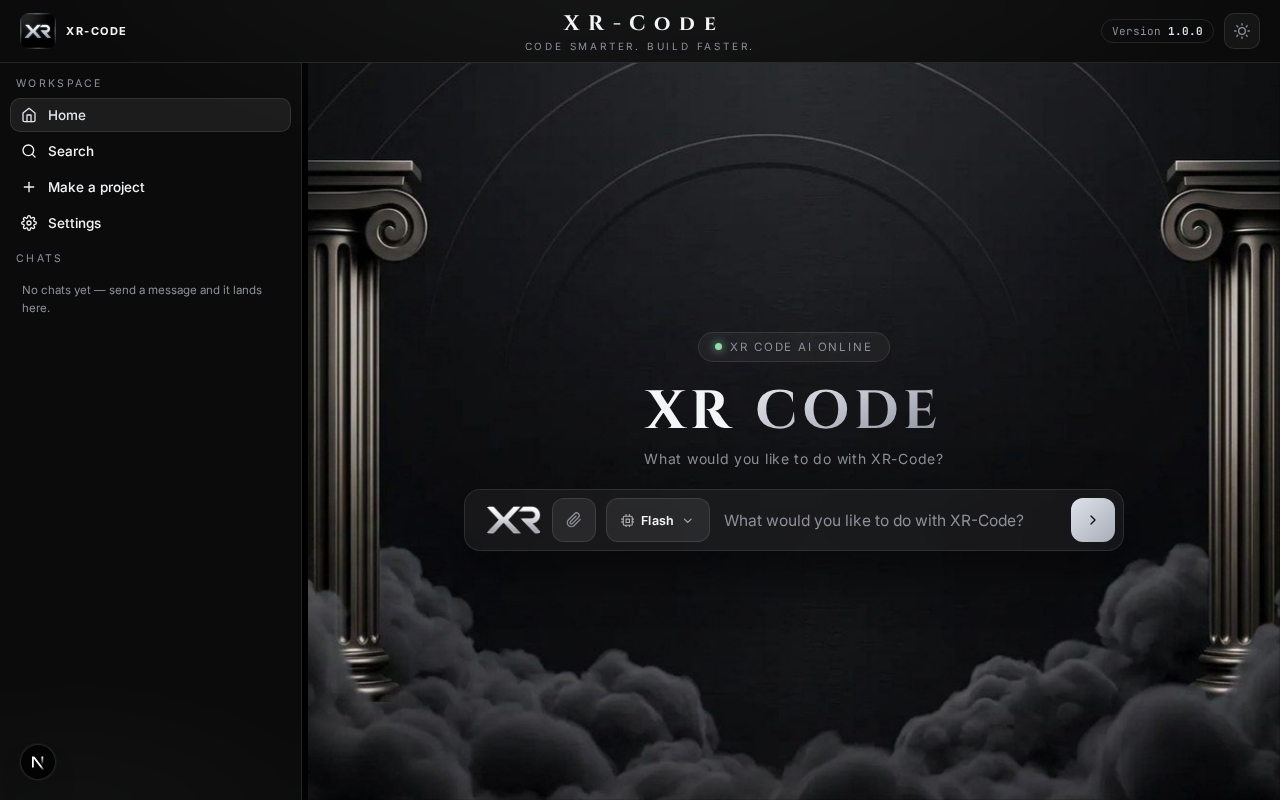 XR
XR-CODE
XR-CODE
CODE SMARTER. BUILD FASTER.
Version 1.0.0
WORKSPACE
Home
Search
Make a project
Settings
CHATS
No chats yet — send a message and it lands
here.
XR CODE AI ONLINE
XR CODE
What would you like to do with XR-Code?
XR
Flash
What would you like to do with XR-Code?
N